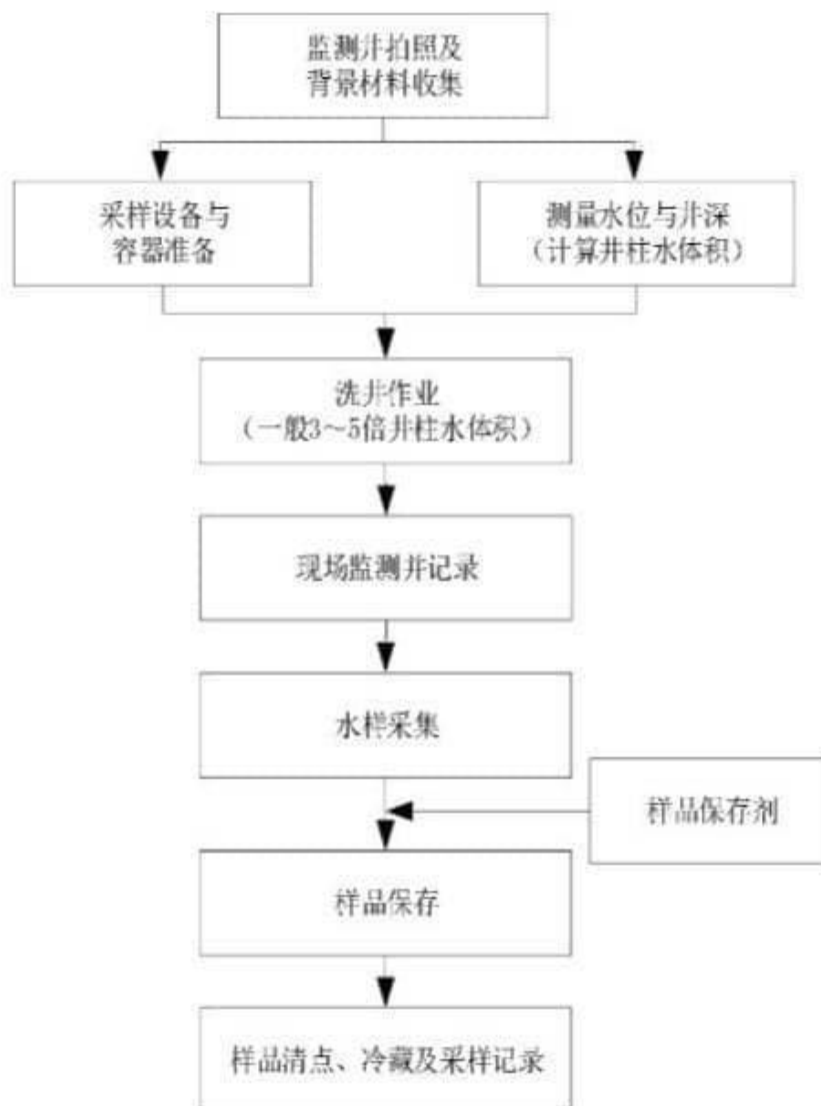 监测井拍照及
背景材料收集
采样设备与
容器准备
测量水位与井深
（计算井柱水体积）
洗井作业
（一般3～5倍井柱水体积）
现场监测并记录
水样采集
样品保存剂
样品保存
样品清点、冷藏及采样记录